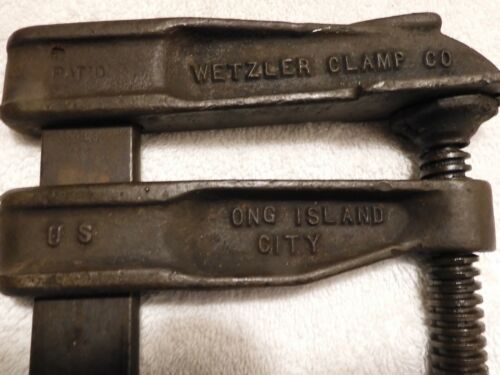 PAT'D
WETZLER CLAMP CO
U S
ONG ISLAND
CITY